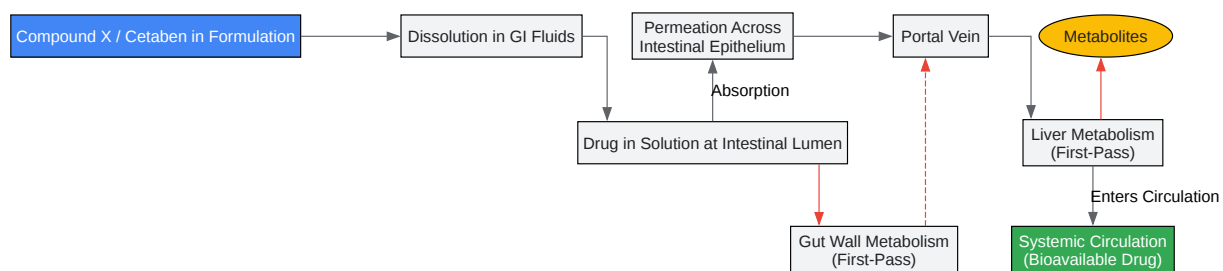 Compound X / Cetaben in Formulation
Dissolution in GI Fluids
Permeation Across
Intestinal Epithelium
Portal Vein
Metabolites
Absorption
Drug in Solution at Intestinal Lumen
Liver Metabolism
(First-Pass)
Enters Circulation
Gut Wall Metabolism
(First-Pass)
Systemic Circulation
(Bioavailable Drug)